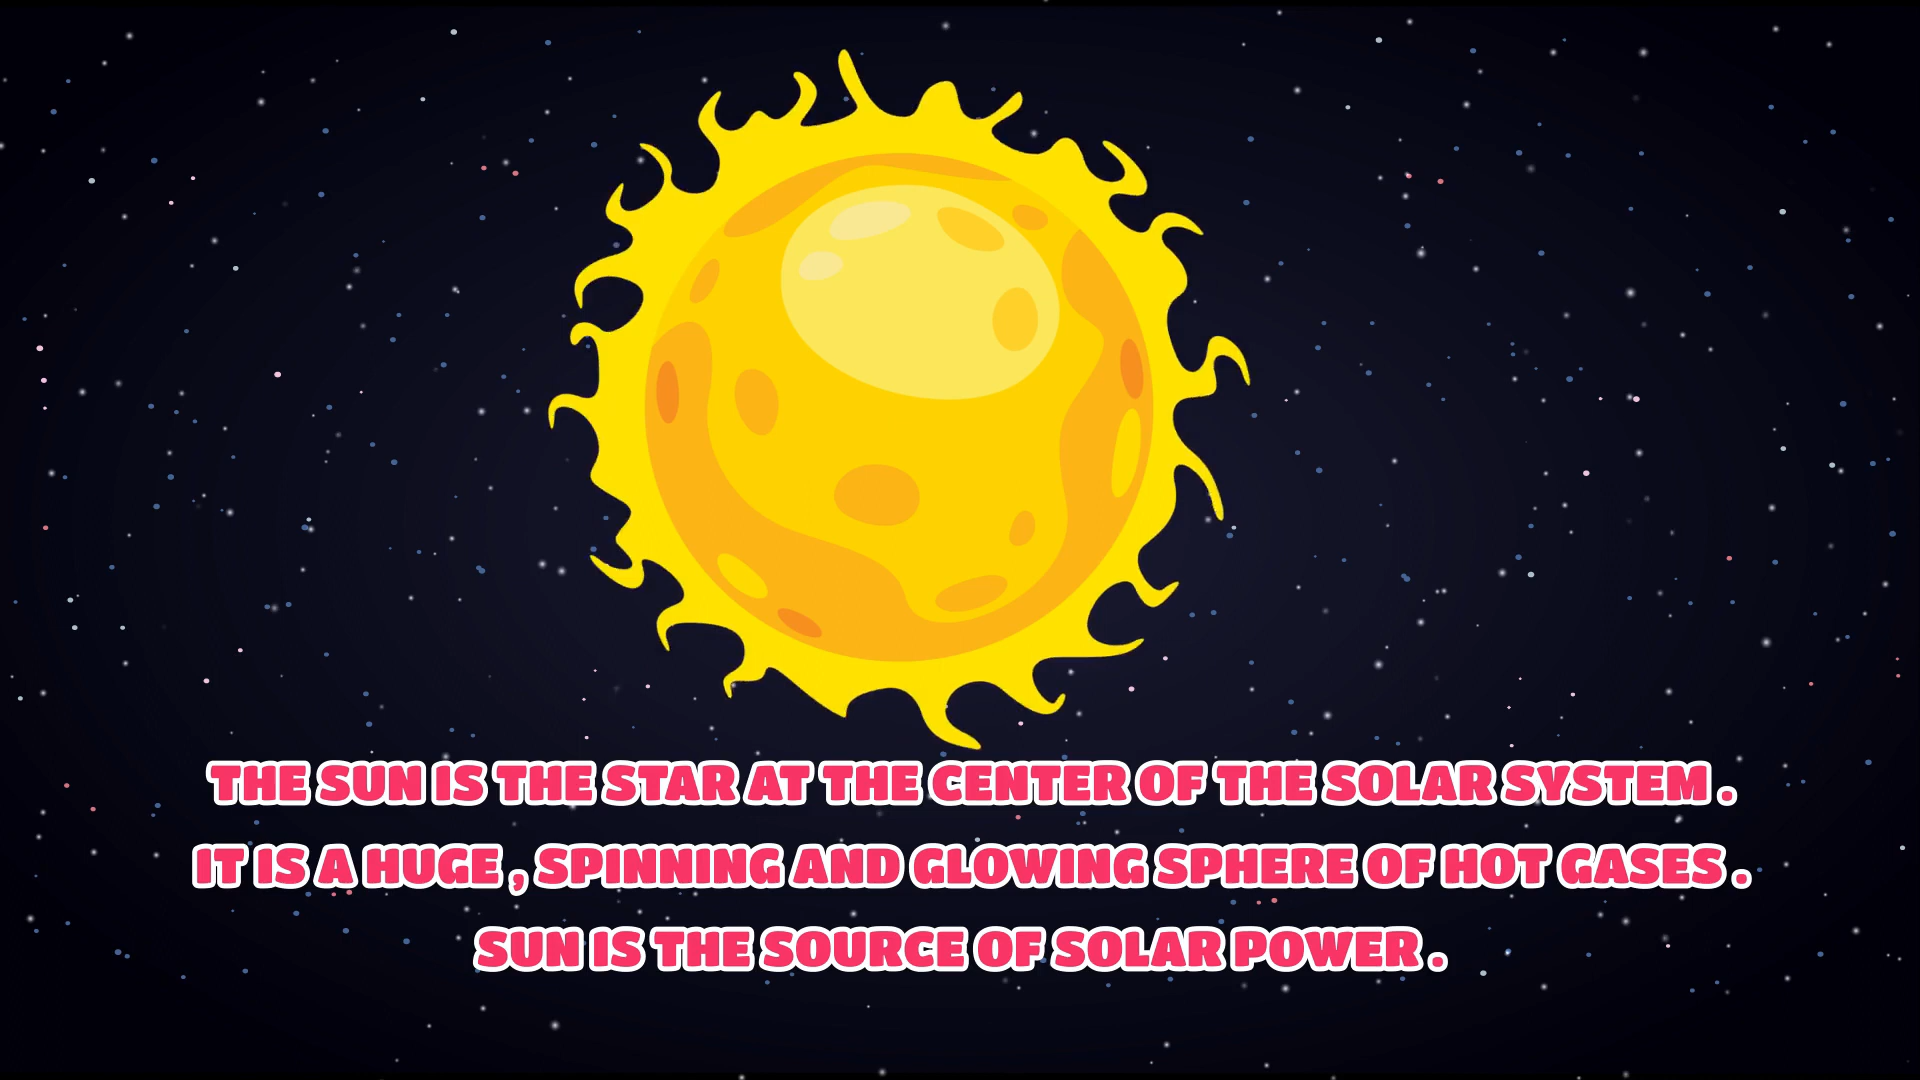 THE SUN IS THE STAR AT THE CENTER OF THE SOLAR SYSTEM .
IT IS A HUGE , SPINNING AND GLOWING SPHERE OF HOT GASES .
SUN IS THE SOURCE OF SOLAR POWER .